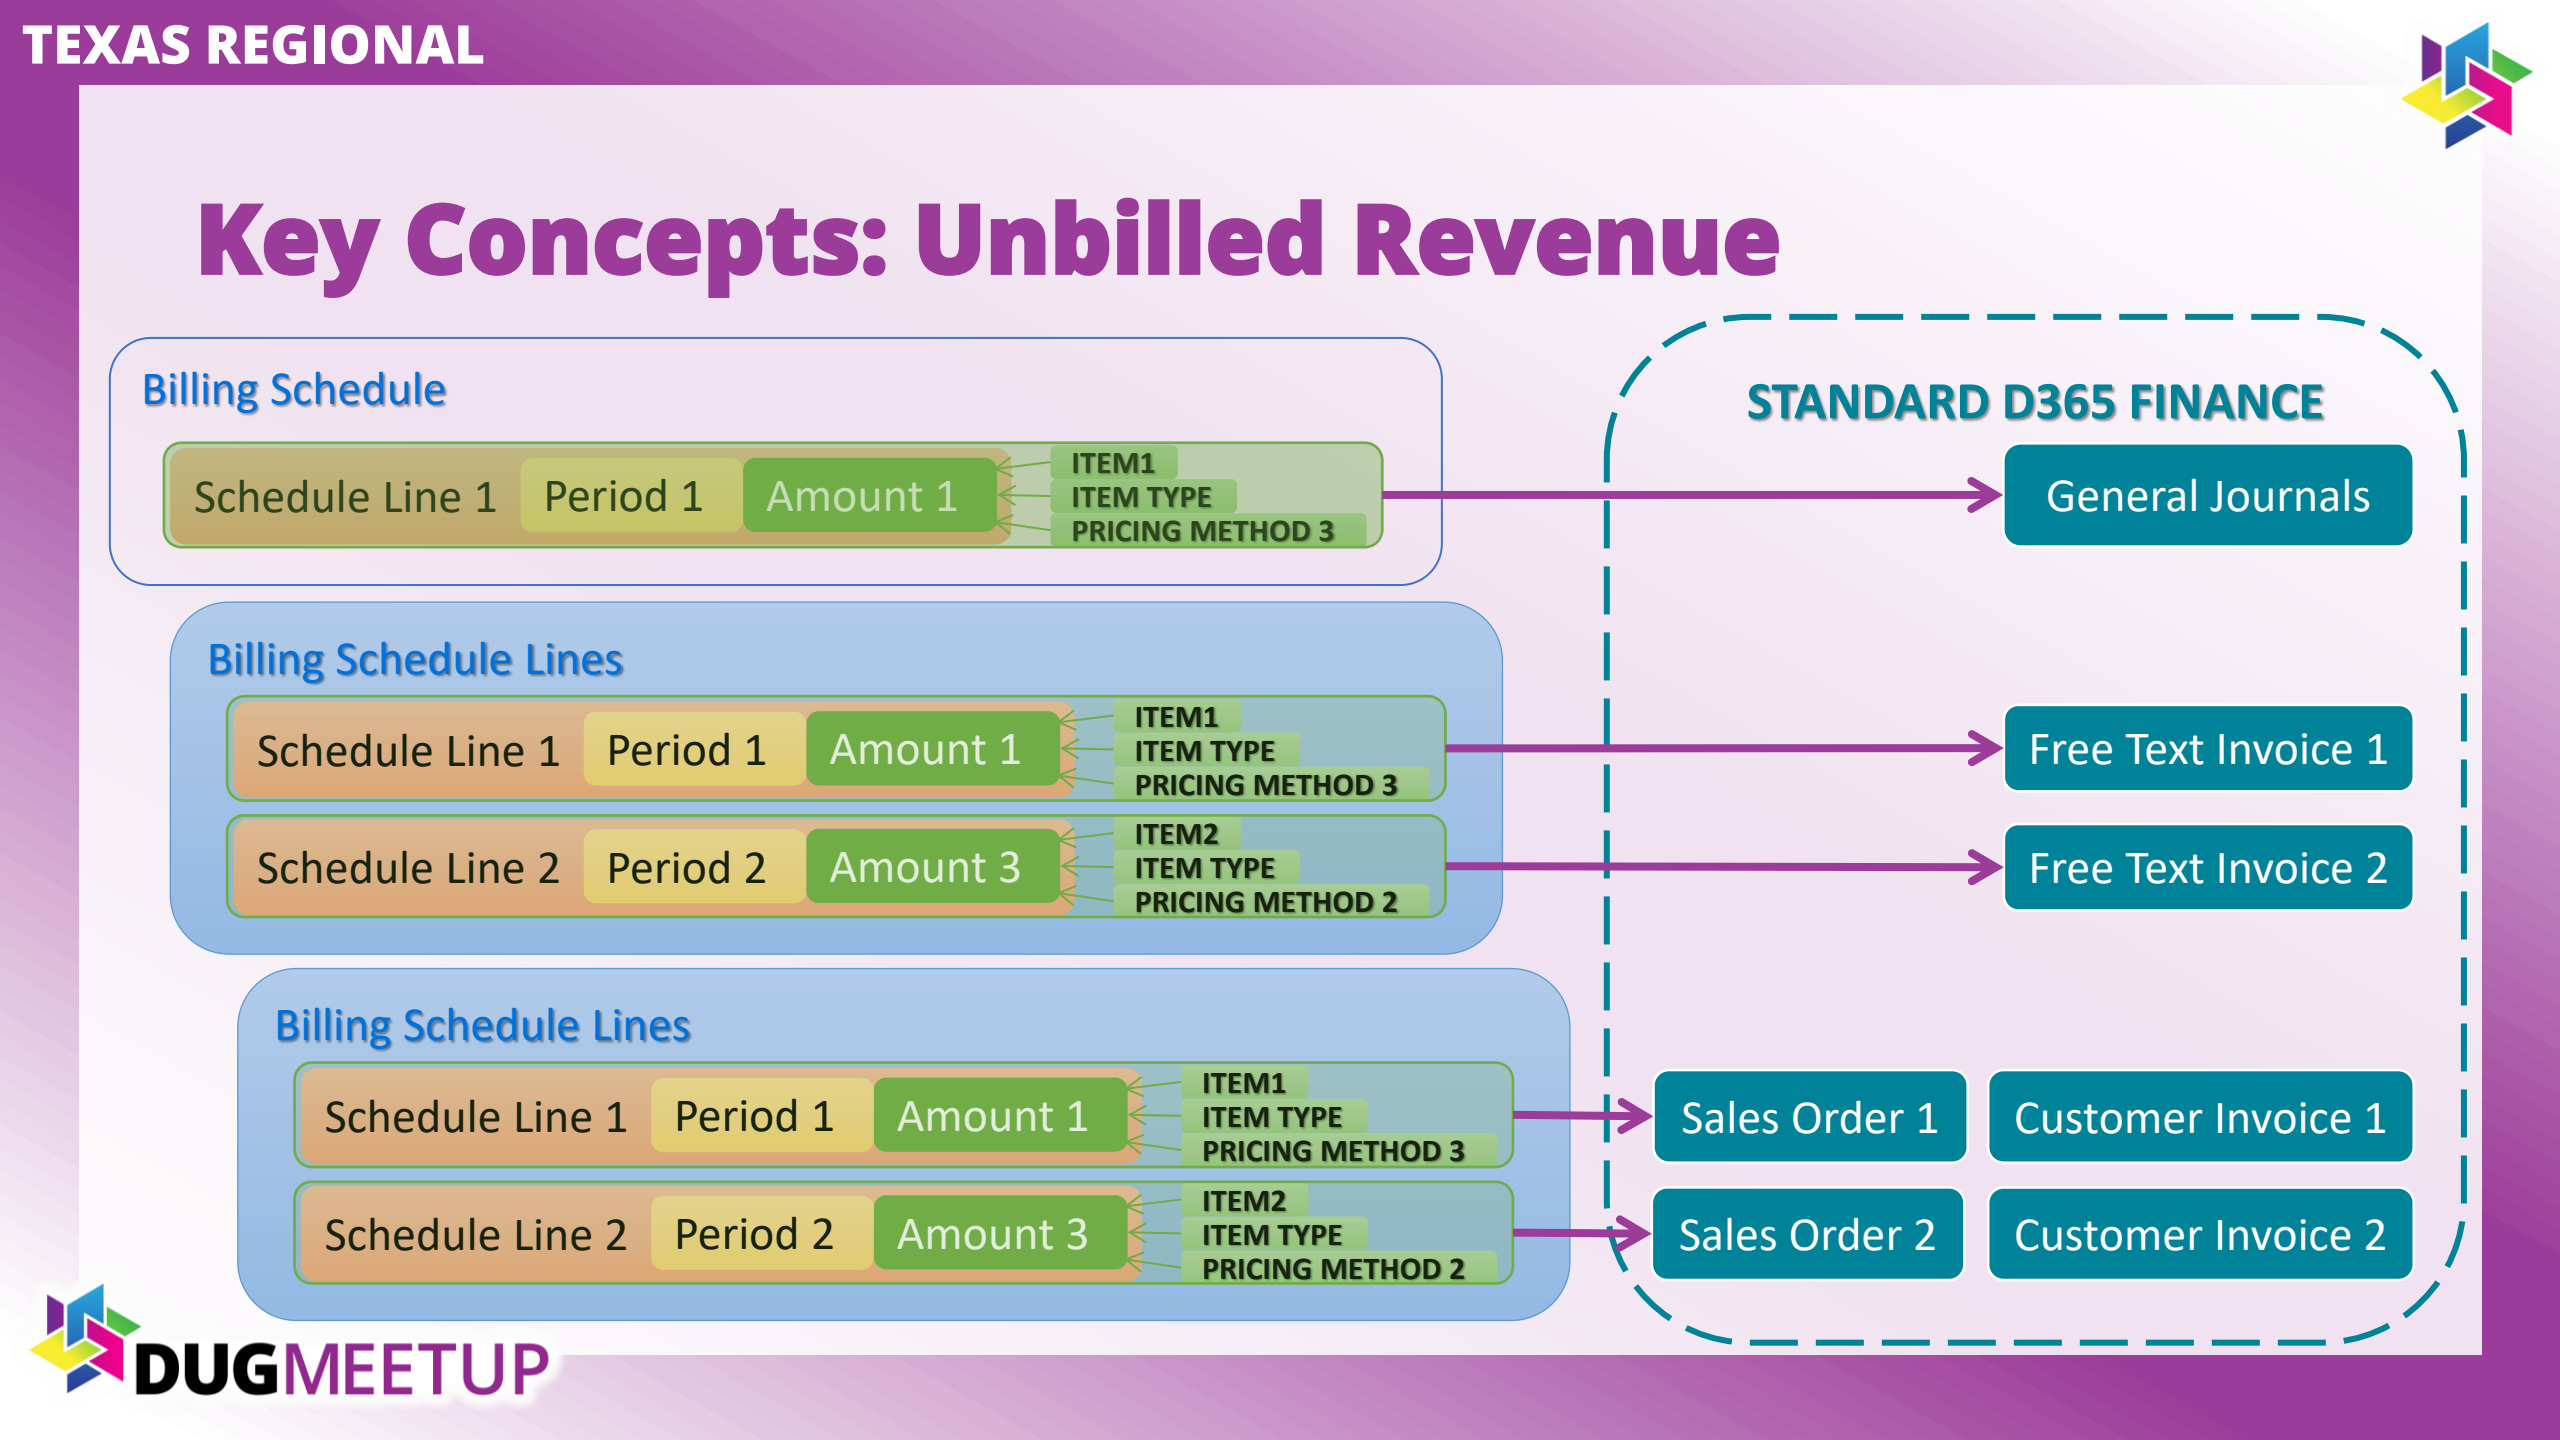 TEXAS REGIONAL
Key Concepts: Unbilled Revenue
Billing Schedule
Schedule Line 1 Period 1 Amount 1
ITEM1
ITEM TYPE
PRICING METHOD 3
Billing Schedule Lines
Schedule Line 1 Period 1 Amount 1
ITEM1
ITEM TYPE
PRICING METHOD 3
Schedule Line 2 Period 2 Amount 3
ITEM2
ITEM TYPE
PRICING METHOD 2
Billing Schedule Lines
Schedule Line 1 Period 1 Amount 1
ITEM1
ITEM TYPE
PRICING METHOD 3
Schedule Line 2 Period 2 Amount 3
ITEM2
ITEM TYPE
PRICING METHOD 2
STANDARD D365 FINANCE
General Journals
Free Text Invoice 1
Free Text Invoice 2
Sales Order 1 Customer Invoice 1
Sales Order 2 Customer Invoice 2
DUGMEETUP